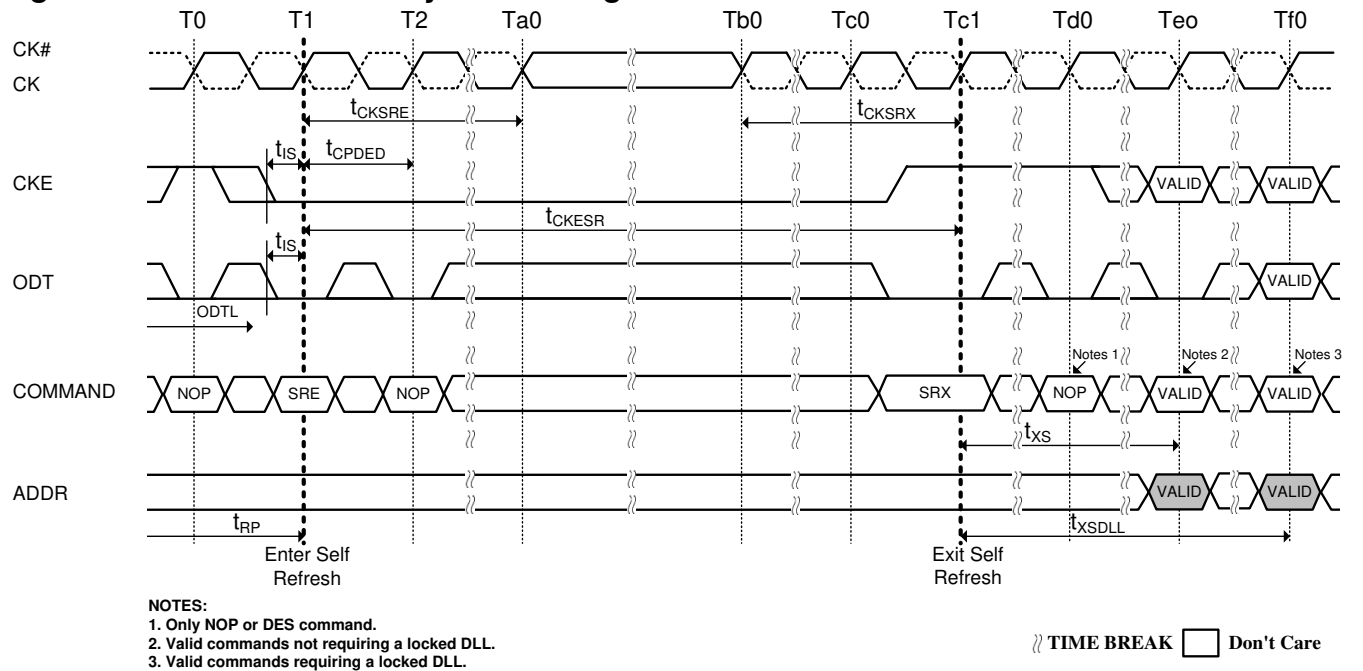 T0 T1 T2 Ta0 Tb0 Tc0 Tc1 Td0 Teo Tf0
CK#
CK
tCKSRE tCKSRX
tIS tCPDED
CKE VALID VALID
tCKESR
tIS
ODT VALID
ODTL
Notes 1 Notes 2 Notes 3
COMMAND NOP SRE NOP SRX NOP VALID VALID
tXS
ADDR VALID VALID
tRP tXSDLL
Enter Self Exit Self
Refresh Refresh
NOTES:
1. Only NOP or DES command.
2. Valid commands not requiring a locked DLL.
3. Valid commands requiring a locked DLL.
TIME BREAK Don't Care